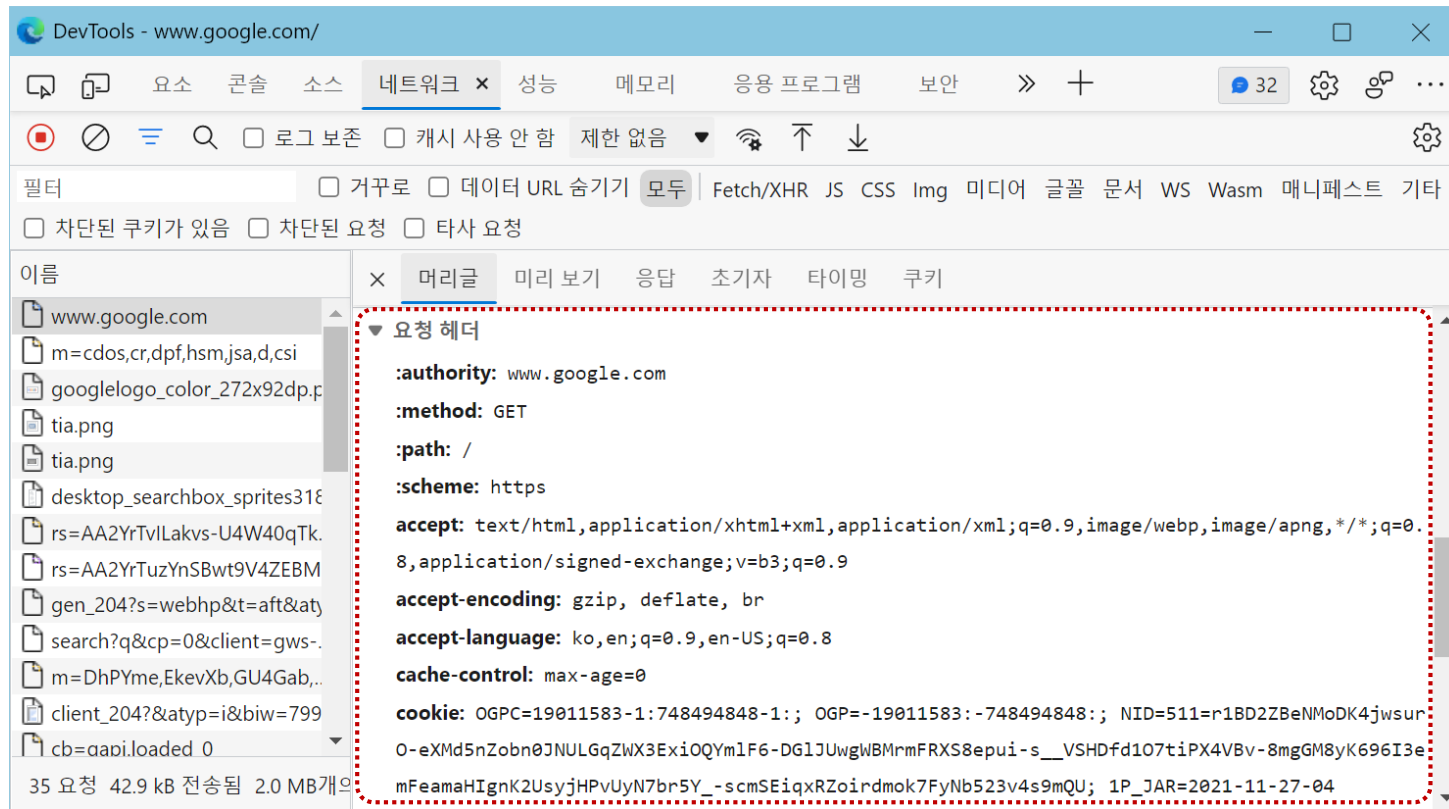 DevTools - www.google.com/
요소 콘솔 소스 네트워크 성능 메모리 응용 프로그램 보안 32
로그 보존 캐시 사용 안 함 제한 없음
필터 거꾸로 데이터 URL 숨기기 모두 Fetch/XHR JS CSS Img 미디어 글꼴 문서 WS Wasm 매니페스트 기타
차단된 쿠키가 있음 차단된 요청 타사 요청
이름
머리글 미리 보기 응답 초기자 타이밍 쿠키
www.google.com
m=cdos,cr,dpf,hsm,jsa,d,csi
googlelogo_color_272x92dp.p
tia.png
tia.png
desktop_searchbox_sprites318
rs=AA2YrTvILakvs-U4W40qTk.
rs=AA2YrTuzYnSBwt9V4ZEBM
gen_204?s=webhp&t=aft&aty
search?q&cp=0&client=gws-.
m=DhPYme,EkevXb,GU4Gab,..
client_204?&atyp=i&biw=799
cb=gapi.loaded_0
35 요청 42.9 kB 전송됨 2.0 MB개의
요청 헤더
:authority: www.google.com
:method: GET
:path: /
:scheme: https
accept: text/html,application/xhtml+xml,application/xml;q=0.9,image/webp,image/apng,*/*;q=0.
8,application/signed-exchange;v=b3;q=0.9
accept-encoding: gzip, deflate, br
accept-language: ko,en;q=0.9,en-US;q=0.8
cache-control: max-age=0
cookie: OGPC=19011583-1:748494848-1:; OGP=-19011583:-748494848:; NID=511=r1BD2ZBeNMoDK4jwsur
O-eXMd5nZobn0JNULGqZWX3ExiOQYmlF6-DGlJUwgWBMrmFRXS8epui-s__VSHDfd1O7tiPX4VBv-8mgGM8yK696I3e
mFeamaHIgnK2UsyjHPvUyN7br5Y_-scmSEiqxRZoirdmok7FyNb523v4s9mQU; 1P_JAR=2021-11-27-04